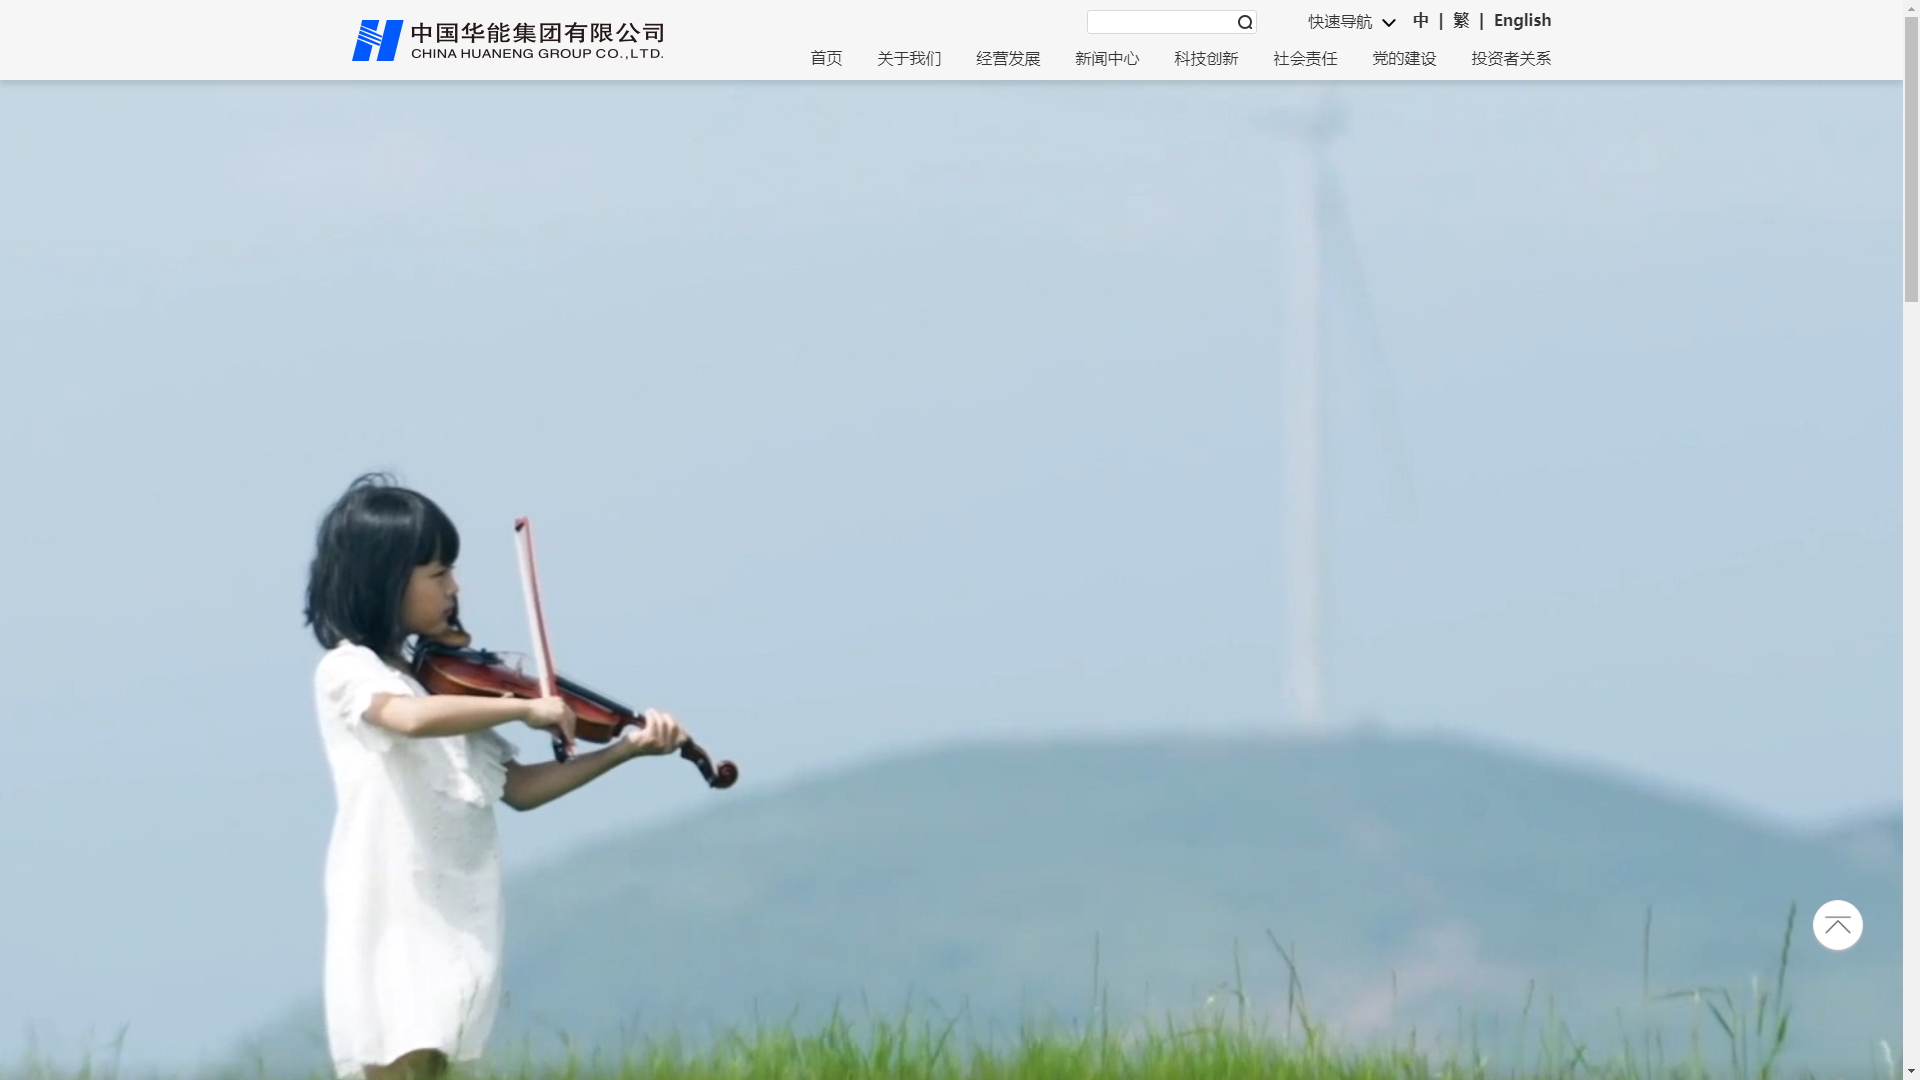 中国华能集团有限公司
CHINA HUANENG GROUP CO.,LTD.
快速导航 中 | 繁 | English
首页 关于我们 经营发展 新闻中心 科技创新 社会责任 党的建设 投资者关系